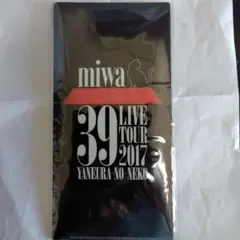 miwa
39 LIVE
TOUR
2017
YANEURA-NO-NEKO